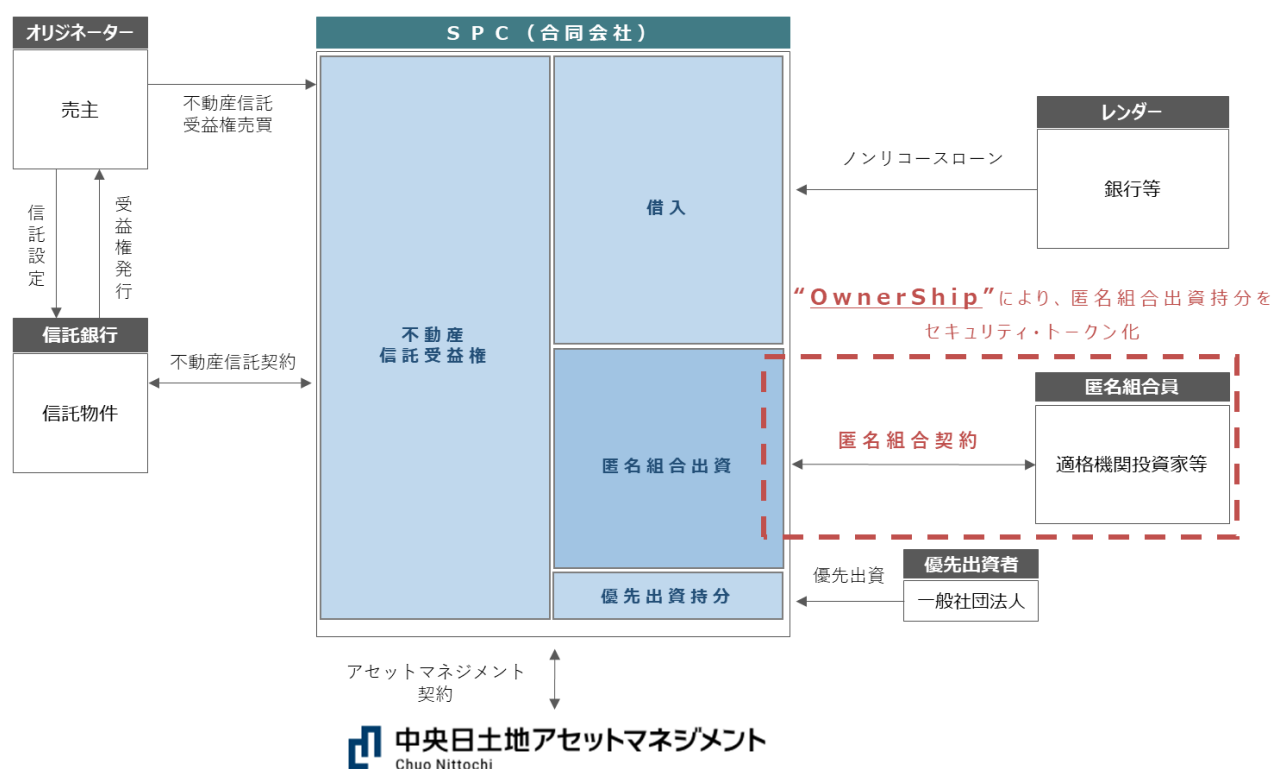 オリジネーター
売主
不動産信託
受益権売買
信託設定
受益権発行
信託銀行
信託物件
不動産信託契約
ＳＰＣ（合同会社）
不動産
信託受益権
借入
匿名組合出資
優先出資持分
レンダー
銀行等
ノンリコースローン
“OwnerShip”により、匿名組合出資持分を
セキュリティ・トークン化
匿名組合員
適格機関投資家等
匿名組合契約
優先出資者
一般社団法人
優先出資
アセットマネジメント
契約
中央日土地アセットマネジメント
Chuo Nittochi